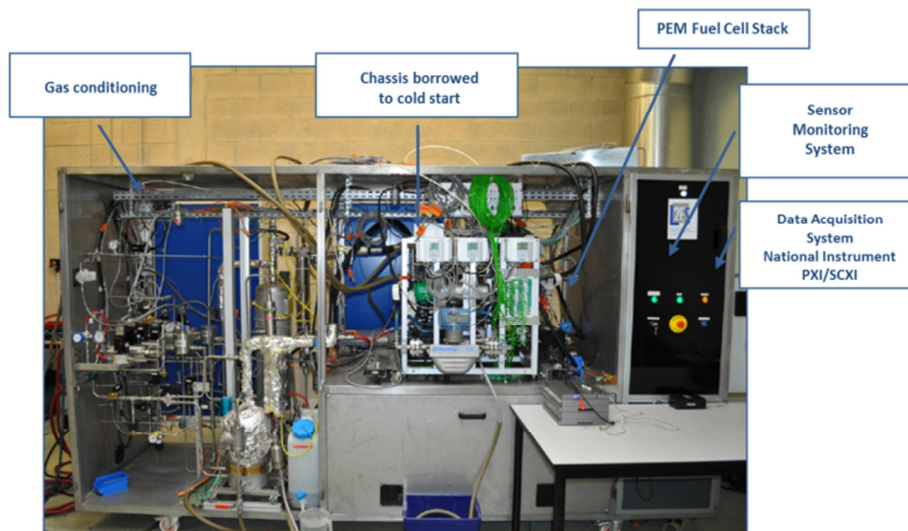 PEM Fuel Cell Stack
Gas conditioning
Chassis borrowed
to cold start
Sensor
Monitoring
System
Data Acquisition
System
National Instrument
PXI/SCXI